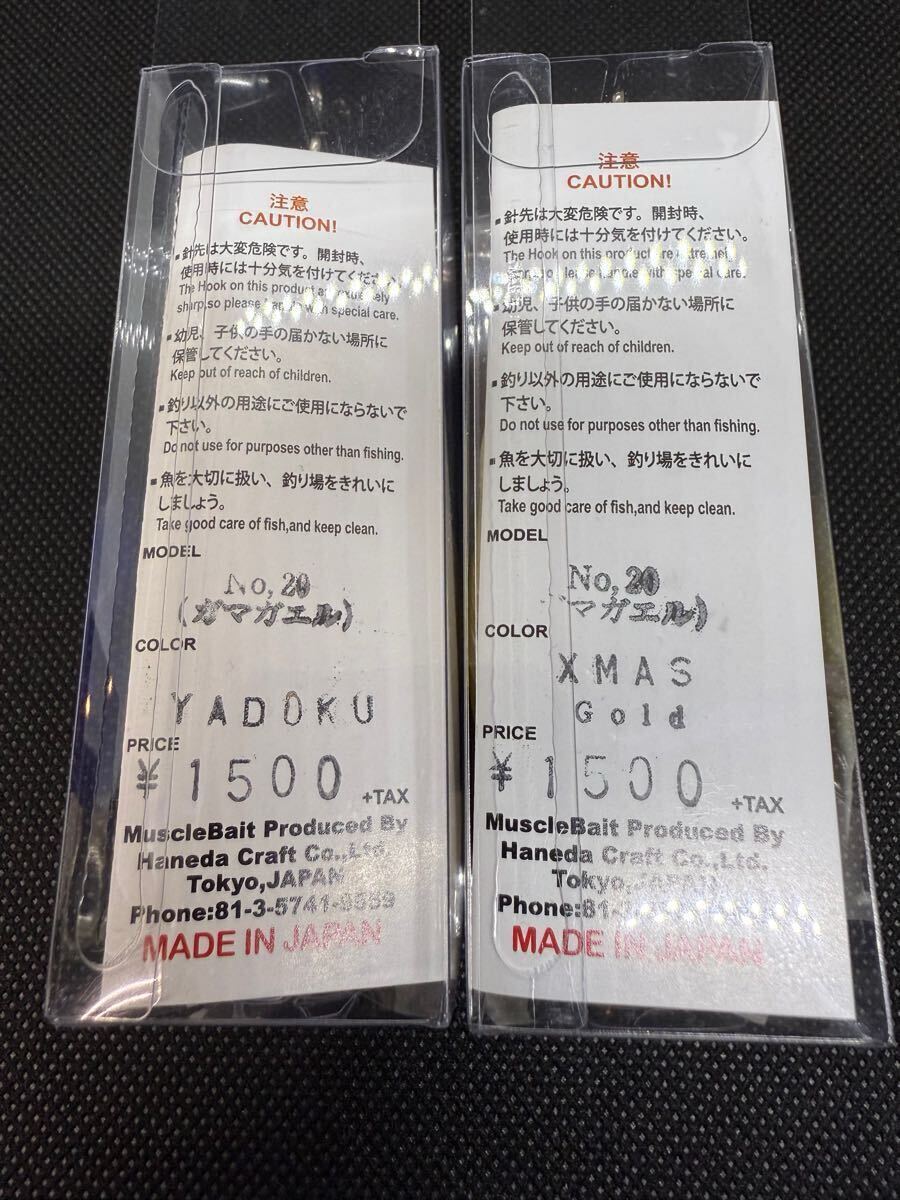 注意
CAUTION!
▪針先は大変危険です。開封時、
使用時には十分気を付けてください。
The Hook on this product are extremely
sharp,so please handle with special care.
▪幼児、子供の手の届かない場所に
保管してください。
Keep out of reach of children.
▪釣り以外の用途にご使用にならないで
下さい。
Do not use for purposes other than fishing.
▪魚を大切に扱い、釣り場をきれいに
しましょう。
Take good care of fish,and keep clean.
MODEL
No,20
(ガマガエル)
COLOR
YADOKU
PRICE
¥1500 +TAX
MuscleBait Produced By
Haneda Craft Co.,Ltd.
Tokyo,JAPAN
Phone:81-3-5741-
MADE IN JAPAN
注意
CAUTION!
▪針先は大変危険です。開封時、
使用時には十分気を付けてください。
The Hook on this product are extremel
so please handle with special care.
幼児、子供の手の届かない場所に
保管してください。
Keep out of reach of children.
▪釣り以外の用途にご使用にならないで
下さい。
Do not use for purposes other than fishing.
▪魚を大切に扱い、釣り場をきれいに
しましょう。
Take good care of fish,and keep clean.
MODEL
No,20
マガエル)
COLOR
XMAS
Gold
PRICE
¥1500 +TAX
MuscleBait Produced By
Haneda Craft Co.,Ltd.
Tokyo,JAPAN
Phone:81-
MADE IN JAPAN